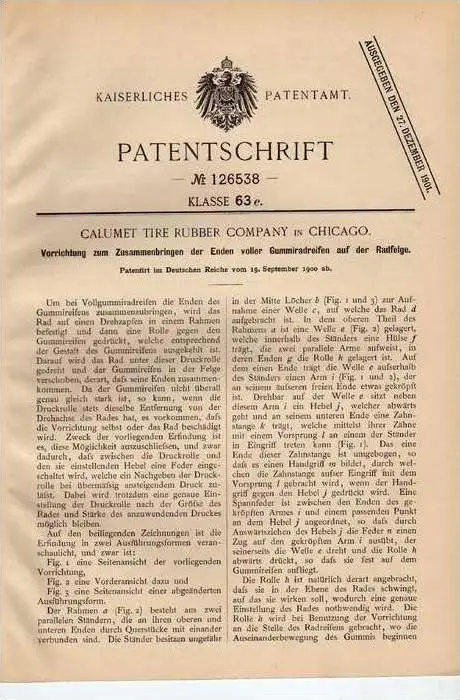 KAISERLICHES PATENTAMT.
AUSGEGEBEN DEN 27. DEZEMBER 1901.
PATENTSCHRIFT
— № 126538 —
KLASSE 63 e.
CALUMET TIRE RUBBER COMPANY IN CHICAGO.
Vorrichtung zum Zusammenbringen der Enden voller Gummiradreifen auf der Radfelge.
Patentirt im Deutschen Reiche vom 19. September 1900 ab.
Um bei Vollgummiradreifen die Enden des
Gummireifens zusammenzubringen, wird das
Rad auf einen Drehzapfen in einem Rahmen
befestigt und dann eine Rolle gegen den
Gummireifen gedrückt, welche entsprechend
der Gestalt des Gummireifens ausgekehlt ist.
Darauf wird das Rad unter dieser Druckrolle
gedreht und der Gummireifen in der Felge
verschoben, derart, daß seine Enden zusammen-
kommen. Da der Gummireifen nicht überall
genau gleich stark ist, so kann, wenn die
Druckrolle stets dieselbe Entfernung von der
Drehachse des Rades hat, es vorkommen, daß
die Vorrichtung selbst oder das Rad beschädigt
wird. Zweck der vorliegenden Erfindung ist
es, diese Möglichkeit auszuschließen, und zwar
dadurch, daß zwischen die Druckrolle und
den sie einstellenden Hebel eine Feder einge-
schaltet wird, welche ein Nachgeben der Druck-
rolle bei übermäßig ansteigendem Druck zu-
läßt. Dabei wird trotzdem eine genaue Ein-
stellung der Druckrolle nach der Größe des
Rades und Stärke des anzuwendenden Druckes
möglich bleiben.
Auf den beiliegenden Zeichnungen ist die
Erfindung in zwei Ausführungsformen veran-
schaulicht, und zwar ist:
Fig. 1 eine Seitenansicht der vorliegenden
Vorrichtung,
Fig. 2 eine Vorderansicht dazu und
Fig. 3 eine Seitenansicht einer abgeänderten
Ausführungsform.
Der Rahmen a (Fig. 2) besteht aus zwei
parallelen Ständern, die an ihren oberen und
unteren Enden durch Querstücke mit einander
verbunden sind. Die Ständer besitzen ungefähr
in der Mitte Löcher b (Fig. 1 und 3) zur Auf-
nahme einer Welle c, auf welche das Rad d
aufgebracht ist. In dem oberen Theil des
Rahmens a ist eine Welle e (Fig. 2) gelagert,
welche innerhalb des Ständers eine Hülse f
trägt, die zwei parallele Arme aufweist, in
deren Enden g die Rolle h gelagert ist. Auf
dem einen Ende trägt die Welle e außerhalb
des Ständers einen Arm i (Fig. 1 und 2), der
an seinem äußeren freien Ende etwas gekröpft
ist. Drehbar auf der Welle e sitzt neben
diesem Arm i ein Hebel j, welcher abwärts
geht und an seinem unteren Ende eine Zahn-
stange k trägt, welche mittelst ihrer Zähne
mit einem Vorsprung l an einem der Ständer
in Eingriff treten kann (Fig. 1). Das eine
Ende dieser Zahnstange ist umgebogen, so
daß es einen Handgriff m bildet, durch wel-
chen die Zahnstange außer Eingriff mit dem
Vorsprung l gebracht wird, wenn der Hand-
griff gegen den Hebel j gedrückt wird. Eine
Spannfeder ist zwischen den Enden des ge-
kröpften Armes i und einem passenden Punkt
an dem Hebel j angeordnet, so daß durch
Auswärtsziehen des Hebels j die Feder n einen
Zug auf den gekröpften Arm i ausübt, der
seinerseits die Welle e dreht und die Rolle h
abwärts drückt, so daß sie fest auf dem
Gummireifen aufliegt.
Die Rolle h ist natürlich derart angebracht,
daß sie in der Ebene des Rades schwingt,
auf das sie wirken soll, wodurch eine genaue
Einstellung des Rades nothwendig wird. Die
Rolle h wird bei Benutzung der Vorrichtung
an die Stelle des Radreifens gebracht, wo die
Auseinanderbewegung des Gummis beginnen